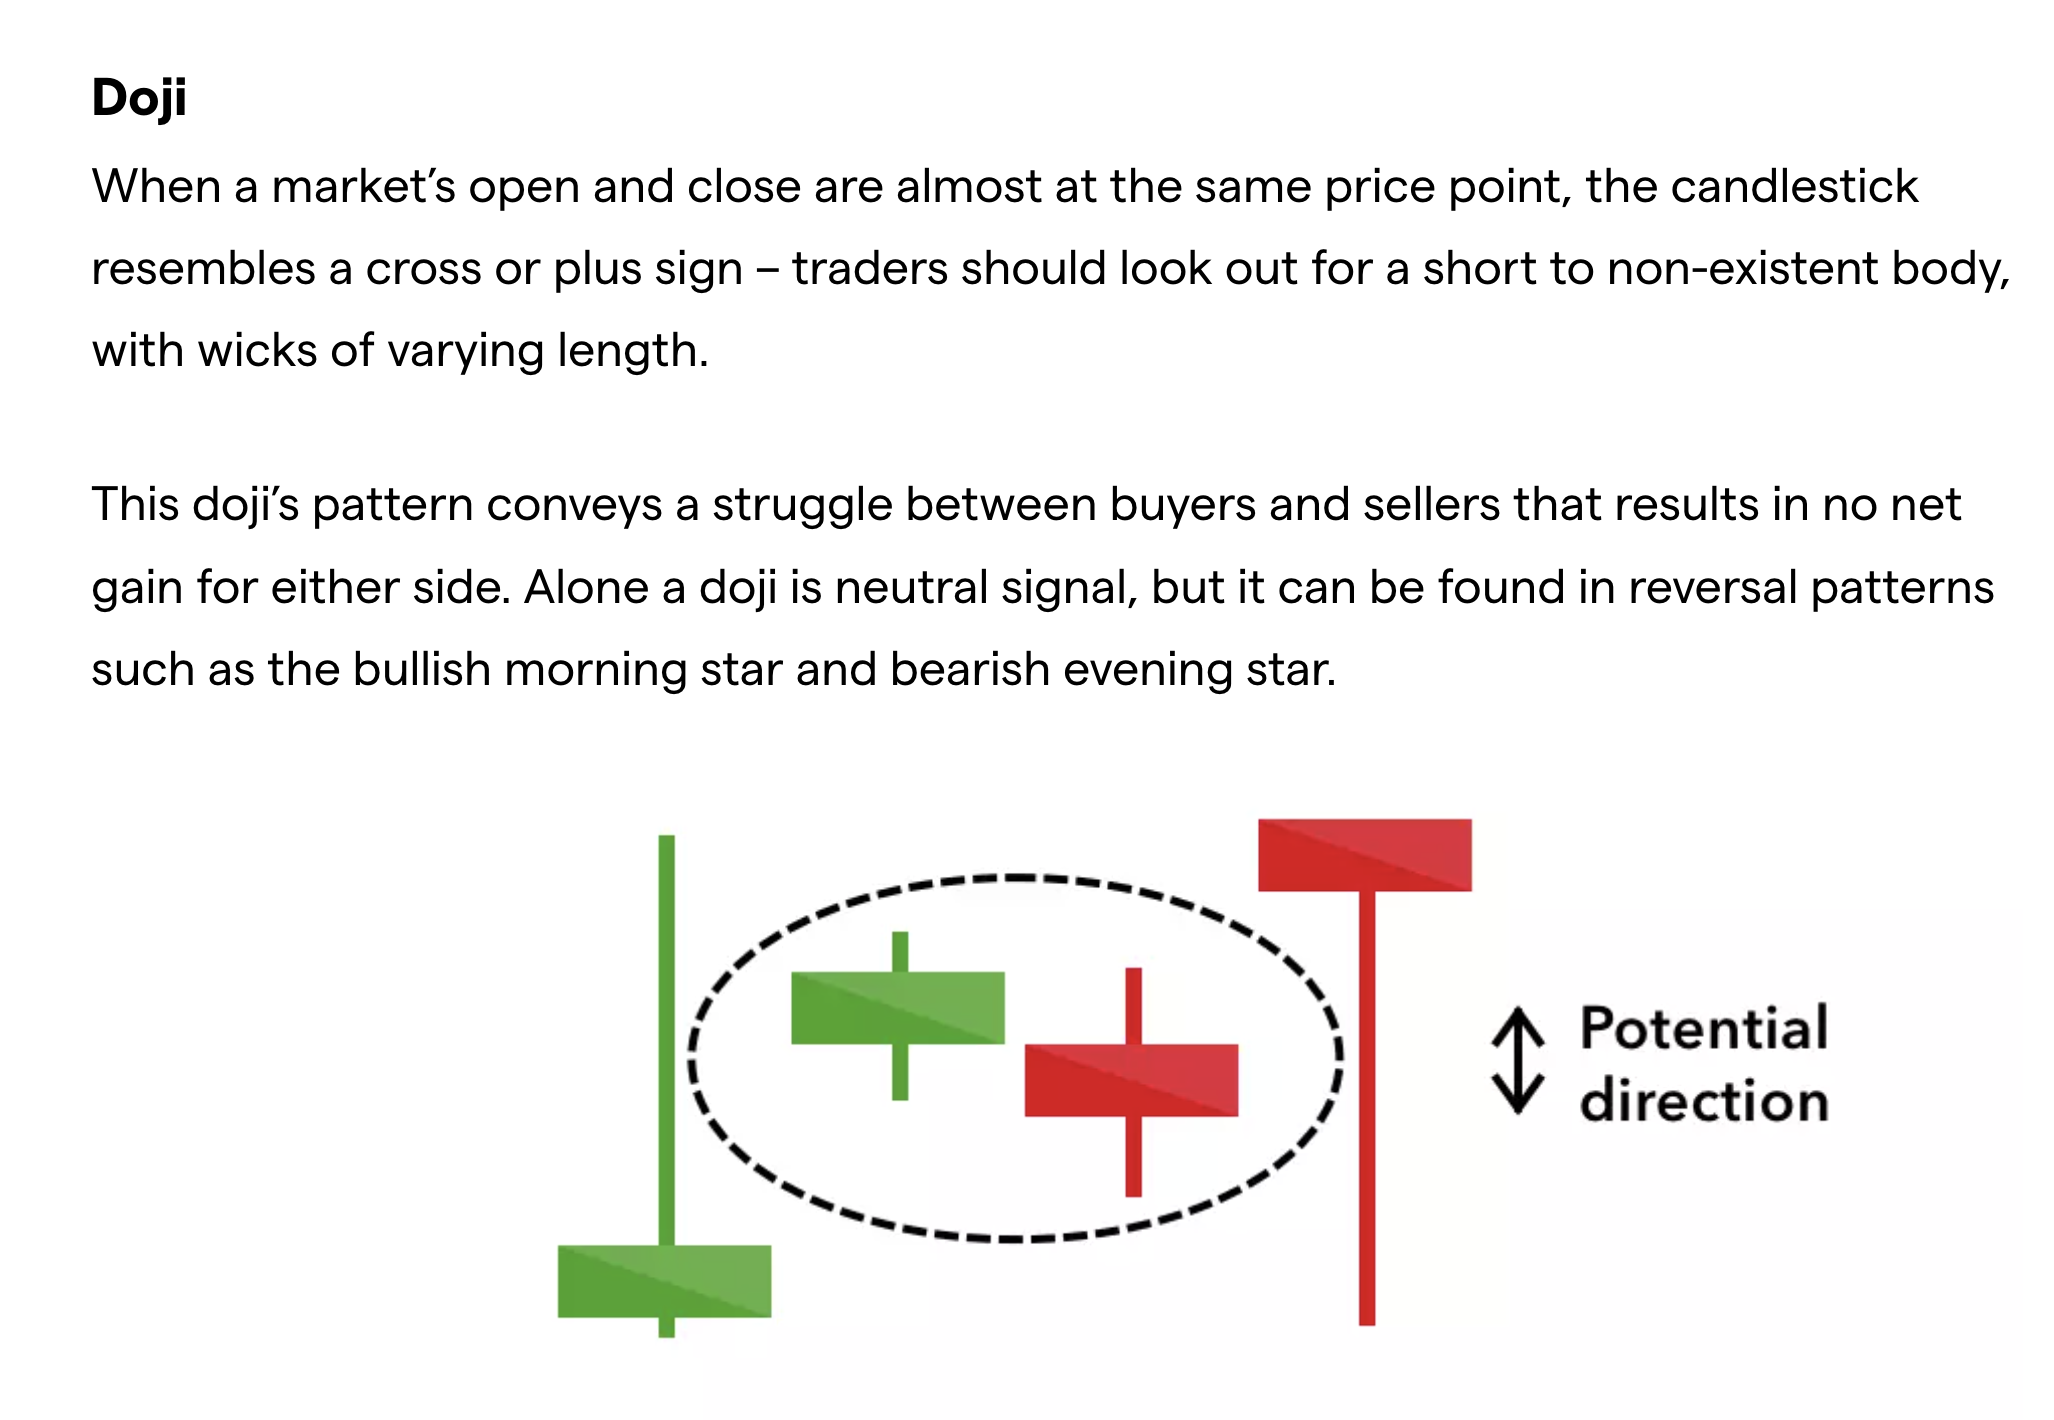 Doji
When a market’s open and close are almost at the same price point, the candlestick
resembles a cross or plus sign – traders should look out for a short to non-existent body,
with wicks of varying length.
This doji’s pattern conveys a struggle between buyers and sellers that results in no net
gain for either side. Alone a doji is neutral signal, but it can be found in reversal patterns
such as the bullish morning star and bearish evening star.
Potential
direction